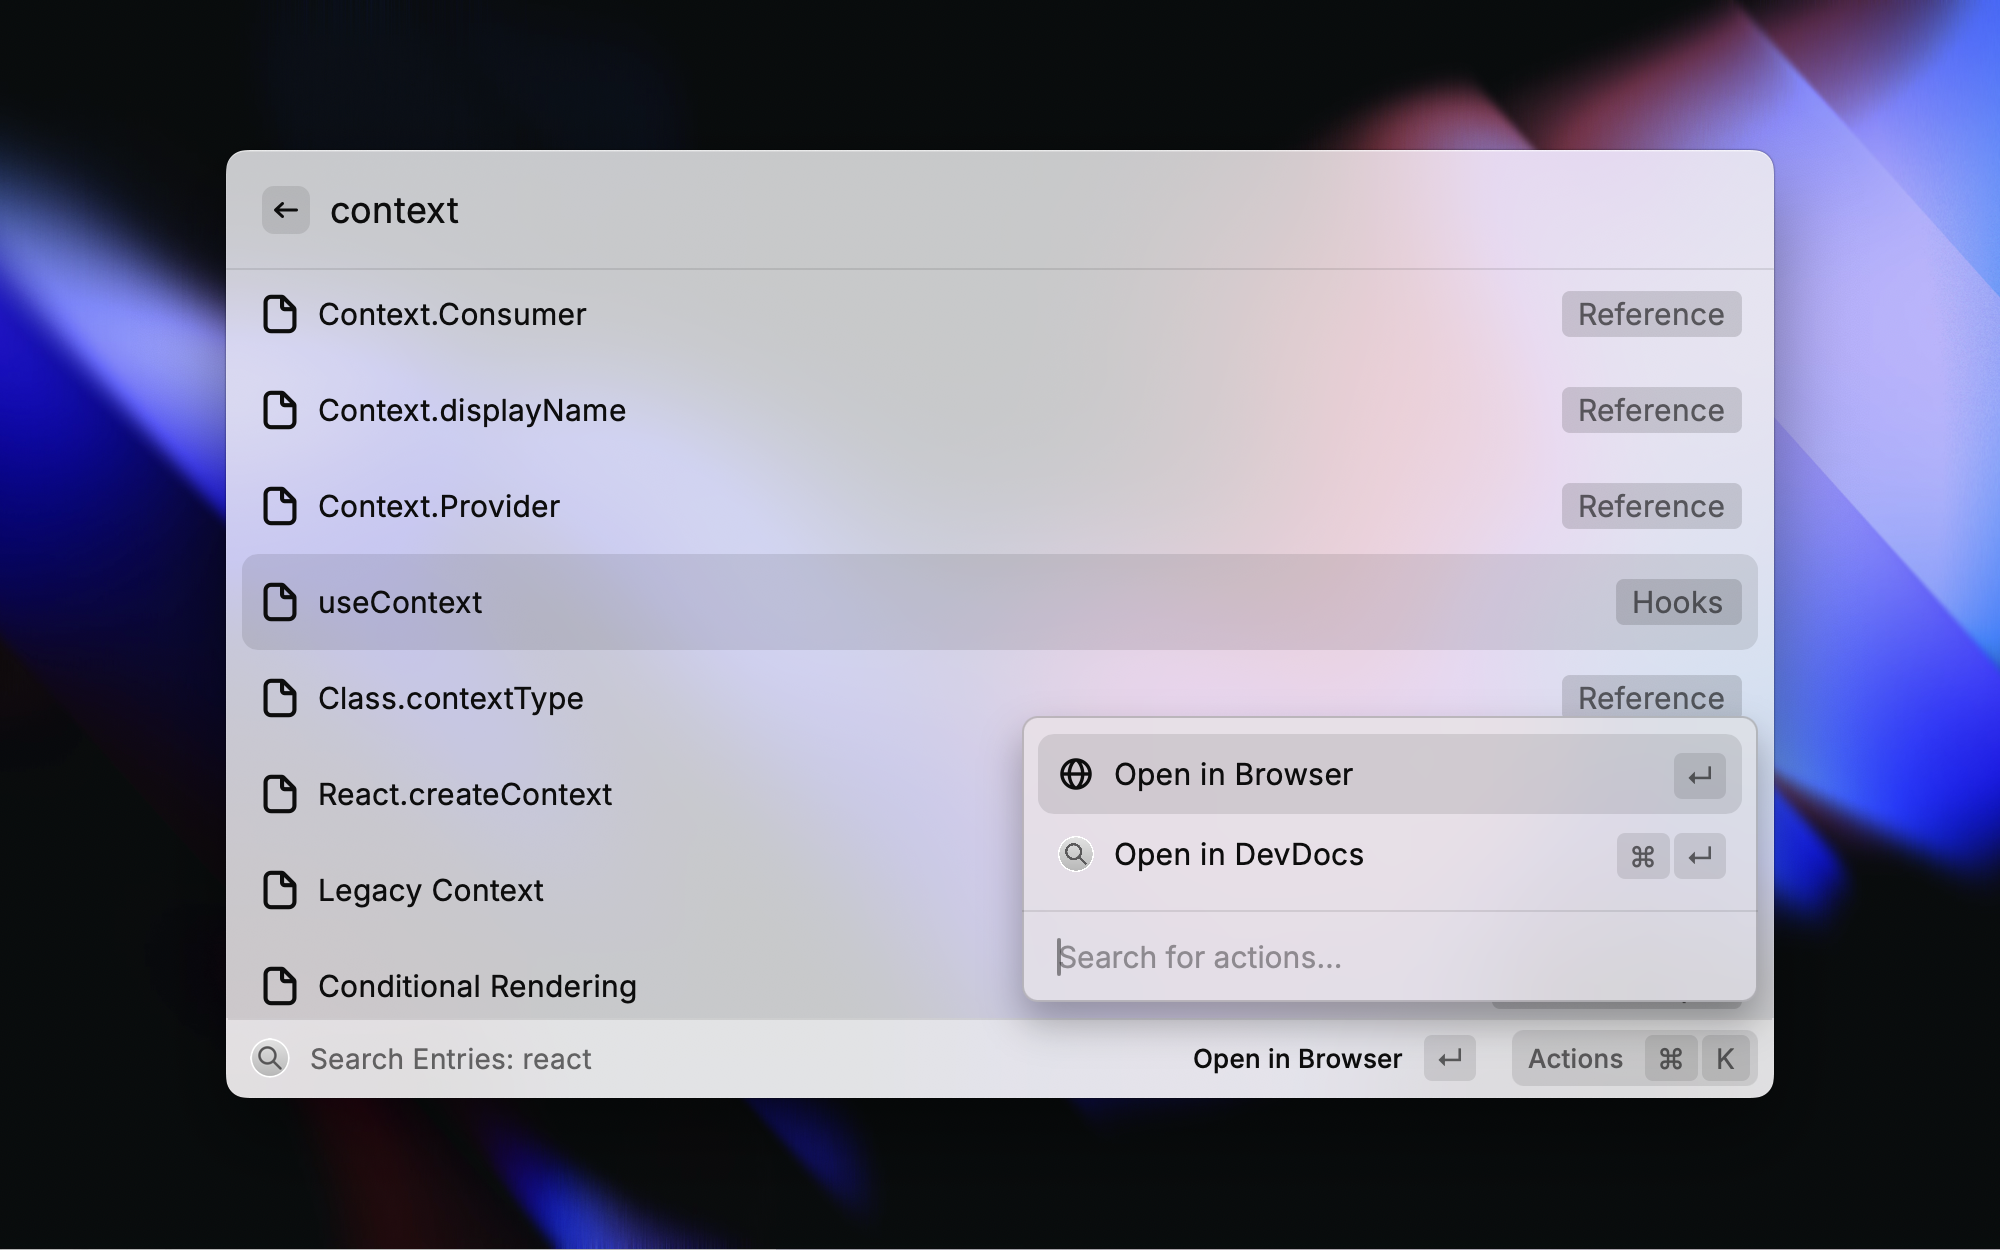 context
Context.Consumer Reference
Context.displayName Reference
Context.Provider Reference
useContext Hooks
Class.contextType Reference
React.createContext
Open in Browser ↵
Open in DevDocs ⌘ ↵
Search for actions...
Legacy Context
Conditional Rendering
Search Entries: react
Open in Browser ↵ Actions ⌘ K